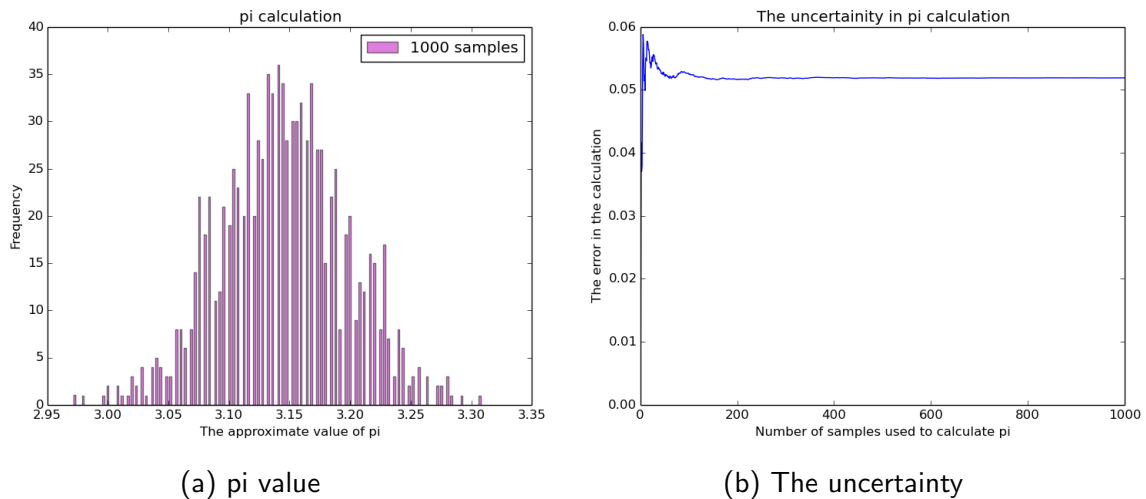 pi calculation
40
35
30
25
20
15
10
5
0
Frequency
1000 samples
2.95 3.00 3.05 3.10 3.15 3.20 3.25 3.30 3.35
The approximate value of pi
(a) pi value
The uncertainity in pi calculation
0.06
0.05
0.04
0.03
0.02
0.01
0.00
The error in the calculation
0 200 400 600 800 1000
Number of samples used to calculate pi
(b) The uncertainty